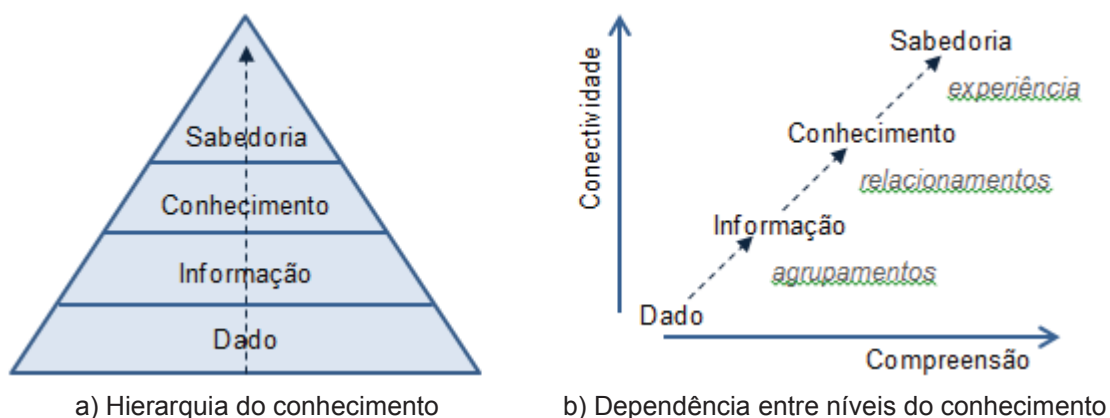 Sabedoria
Conhecimento
Informação
Dado
a) Hierarquia do conhecimento
Conectividade
Sabedoria
experiência
Conhecimento
relacionamentos
Informação
agrupamentos
Dado
Compreensão
b) Dependência entre níveis do conhecimento